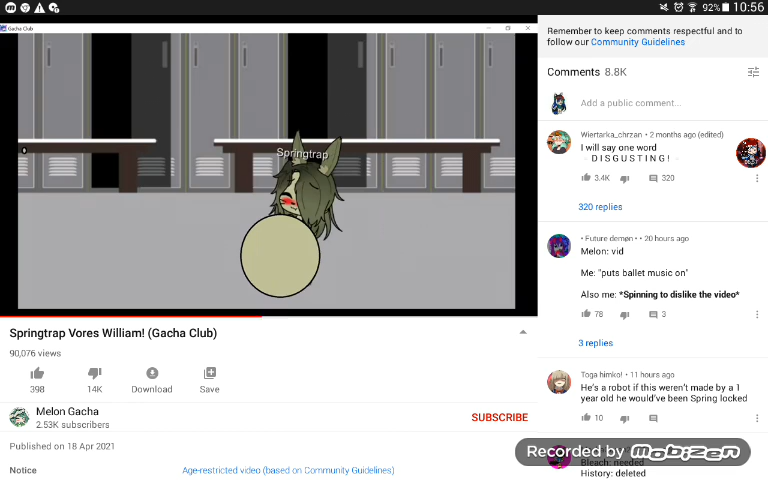 92% 10:56
Gacha Club
Springtrap
Springtrap Vores William! (Gacha Club)
90,076 views
398
14K
Download
Save
Melon Gacha
2.53K subscribers
SUBSCRIBE
Published on 18 Apr 2021
Notice
Age-restricted video (based on Community Guidelines)
Remember to keep comments respectful and to
follow our Community Guidelines
Comments 8.8K
Add a public comment...
Wiertarka_chrzan • 2 months ago (edited)
I will say one word
D I S G U S T I N G !
3.4K
320
320 replies
• Future demøn • • 20 hours ago
Melon: vid
Me: "puts ballet music on"
Also me: *Spinning to dislike the video*
78
3
3 replies
Toga himko! • 11 hours ago
He's a robot if this weren't made by a 1
year old he would've been Spring locked
10
Recorded by mobizen
Bleach: needed
History: deleted